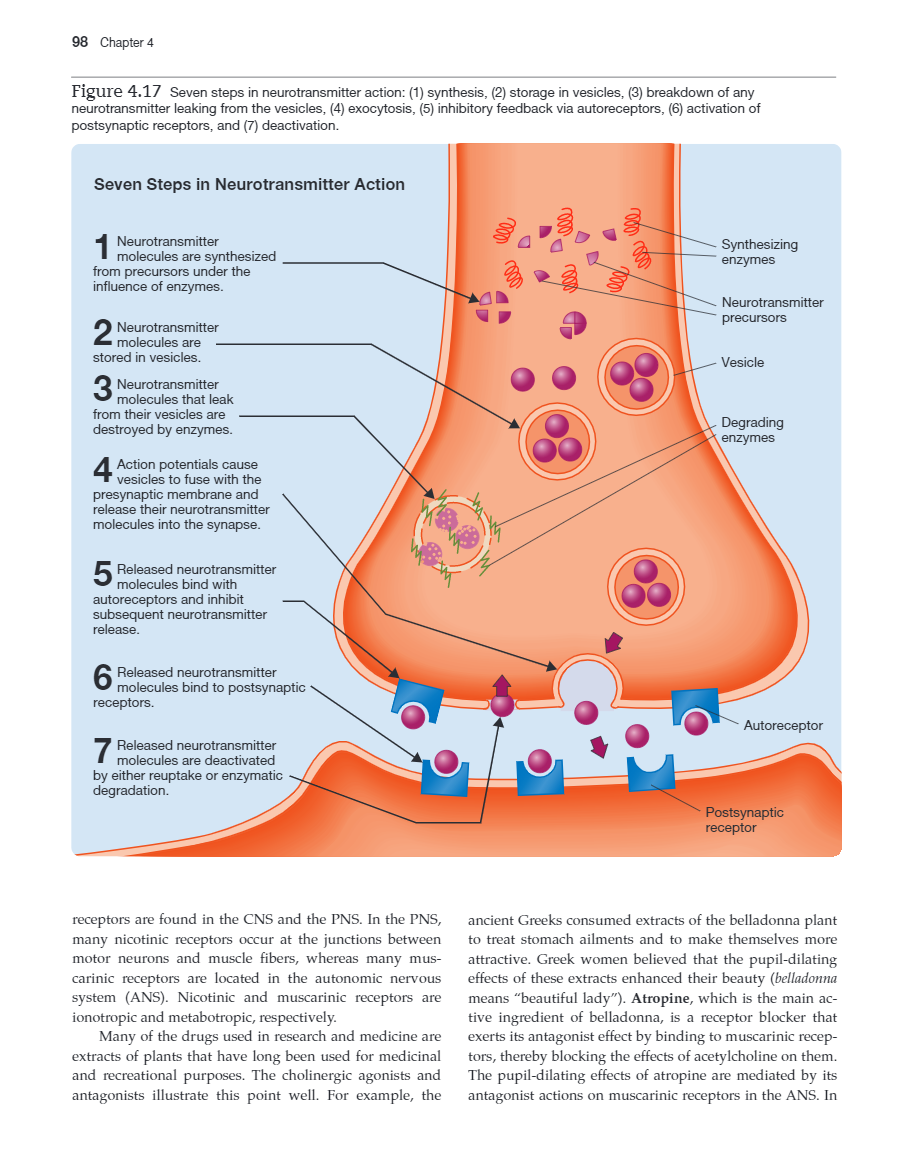 98 Chapter 4
Figure 4.17 Seven steps in neurotransmitter action: (1) synthesis, (2) storage in vesicles, (3) breakdown of any
neurotransmitter leaking from the vesicles, (4) exocytosis, (5) inhibitory feedback via autoreceptors, (6) activation of
postsynaptic receptors, and (7) deactivation.
Seven Steps in Neurotransmitter Action
1 Neurotransmitter
molecules are synthesized
from precursors under the
influence of enzymes.
2 Neurotransmitter
molecules are
stored in vesicles.
3 Neurotransmitter
molecules that leak
from their vesicles are
destroyed by enzymes.
4 Action potentials cause
vesicles to fuse with the
presynaptic membrane and
release their neurotransmitter
molecules into the synapse.
5 Released neurotransmitter
molecules bind with
autoreceptors and inhibit
subsequent neurotransmitter
release.
6 Released neurotransmitter
molecules bind to postsynaptic
receptors.
7 Released neurotransmitter
molecules are deactivated
by either reuptake or enzymatic
degradation.
Synthesizing
enzymes
Neurotransmitter
precursors
Vesicle
Degrading
enzymes
Autoreceptor
Postsynaptic
receptor
receptors are found in the CNS and the PNS. In the PNS,
many nicotinic receptors occur at the junctions between
motor neurons and muscle fibers, whereas many mus-
carinic receptors are located in the autonomic nervous
system (ANS). Nicotinic and muscarinic receptors are
ionotropic and metabotropic, respectively.
Many of the drugs used in research and medicine are
extracts of plants that have long been used for medicinal
and recreational purposes. The cholinergic agonists and
antagonists illustrate this point well. For example, the
ancient Greeks consumed extracts of the belladonna plant
to treat stomach ailments and to make themselves more
attractive. Greek women believed that the pupil-dilating
effects of these extracts enhanced their beauty (belladonna
means “beautiful lady”). Atropine, which is the main ac-
tive ingredient of belladonna, is a receptor blocker that
exerts its antagonist effect by binding to muscarinic recep-
tors, thereby blocking the effects of acetylcholine on them.
The pupil-dilating effects of atropine are mediated by its
antagonist actions on muscarinic receptors in the ANS. In